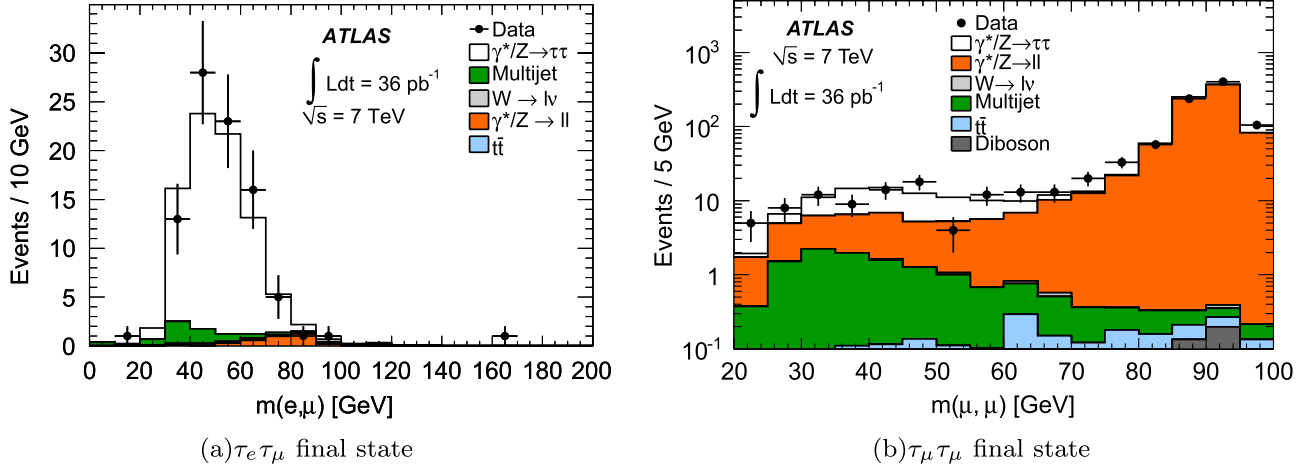 ATLAS
∫ Ldt = 36 pb⁻¹
√s = 7 TeV
Data
γ*/Z→ττ
Multijet
W → lν
γ*/Z → ll
tt̄
Events / 10 GeV
35
30
25
20
15
10
5
0
0 20 40 60 80 100 120 140 160 180 200
m(e,μ) [GeV]
(a)τₑτ_μ final state
ATLAS
√s = 7 TeV
∫ Ldt = 36 pb⁻¹
Data
γ*/Z→ττ
γ*/Z→ll
W→ lν
Multijet
tt̄
Diboson
Events / 5 GeV
10³
10²
10
1
10⁻¹
20 30 40 50 60 70 80 90 100
m(μ, μ) [GeV]
(b)τ_μτ_μ final state